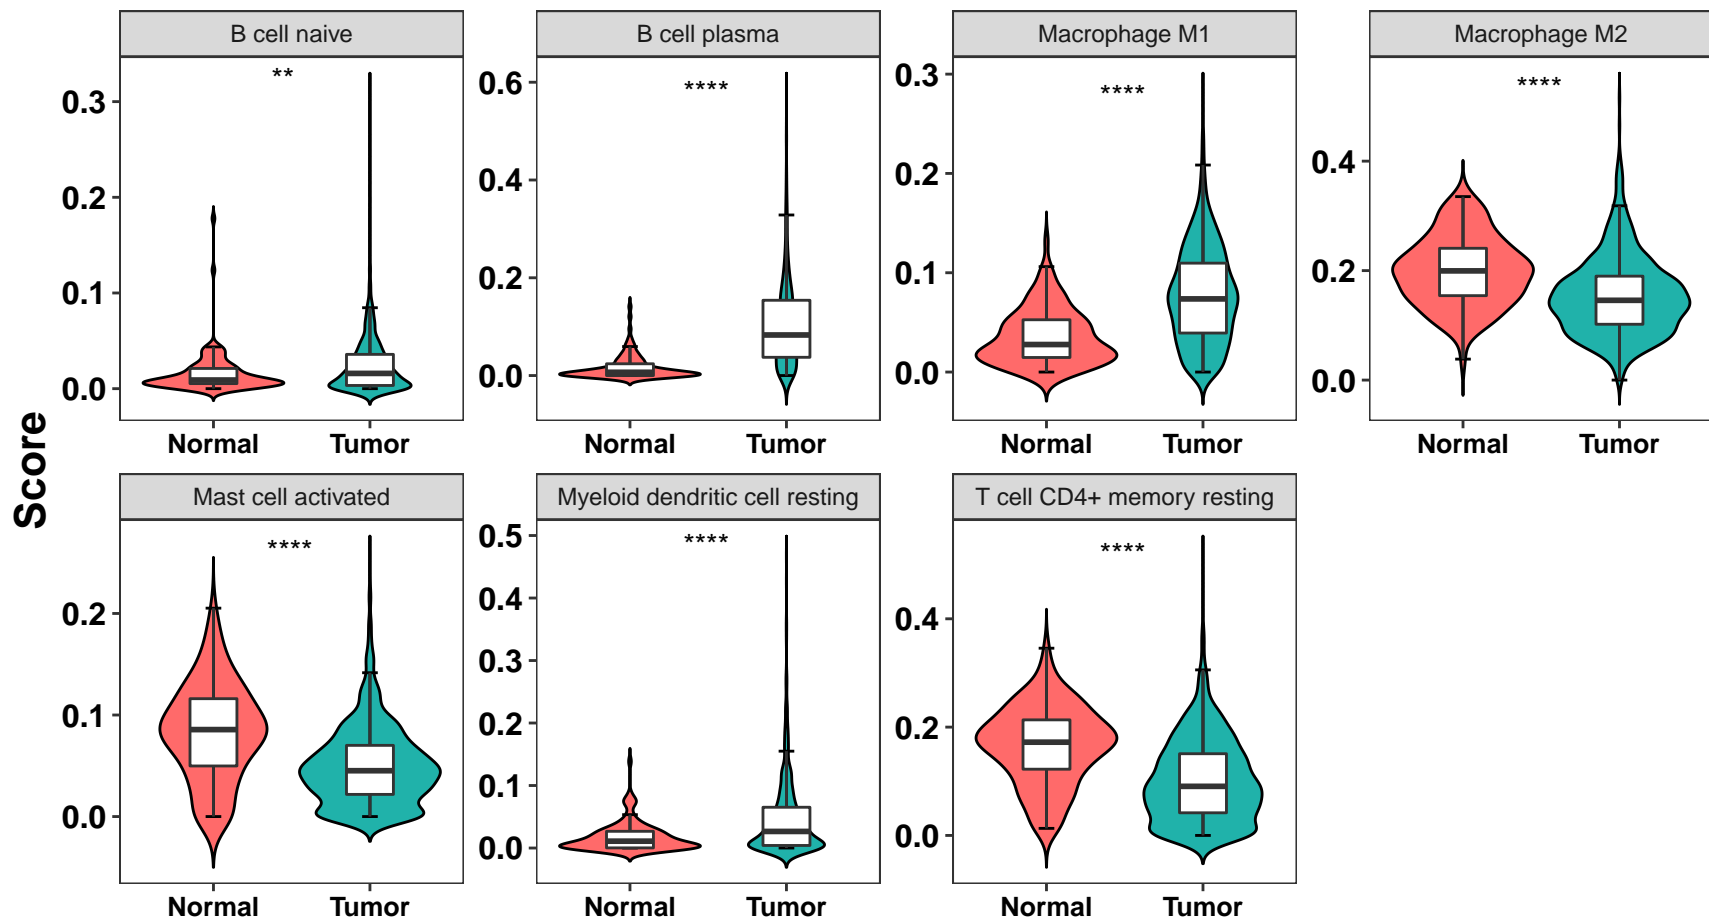 Score
B cell naive
B cell plasma
Macrophage M1
Macrophage M2
**
****
****
****
0.3
0.2
0.1
0.0
0.6
0.4
0.2
0.0
0.3
0.2
0.1
0.0
0.4
0.2
0.0
Normal Tumor
Normal Tumor
Normal Tumor
Normal Tumor
Mast cell activated
Myeloid dendritic cell resting
T cell CD4+ memory resting
****
****
****
0.2
0.1
0.0
0.5
0.4
0.3
0.2
0.1
0.0
0.4
0.2
0.0
Normal Tumor
Normal Tumor
Normal Tumor